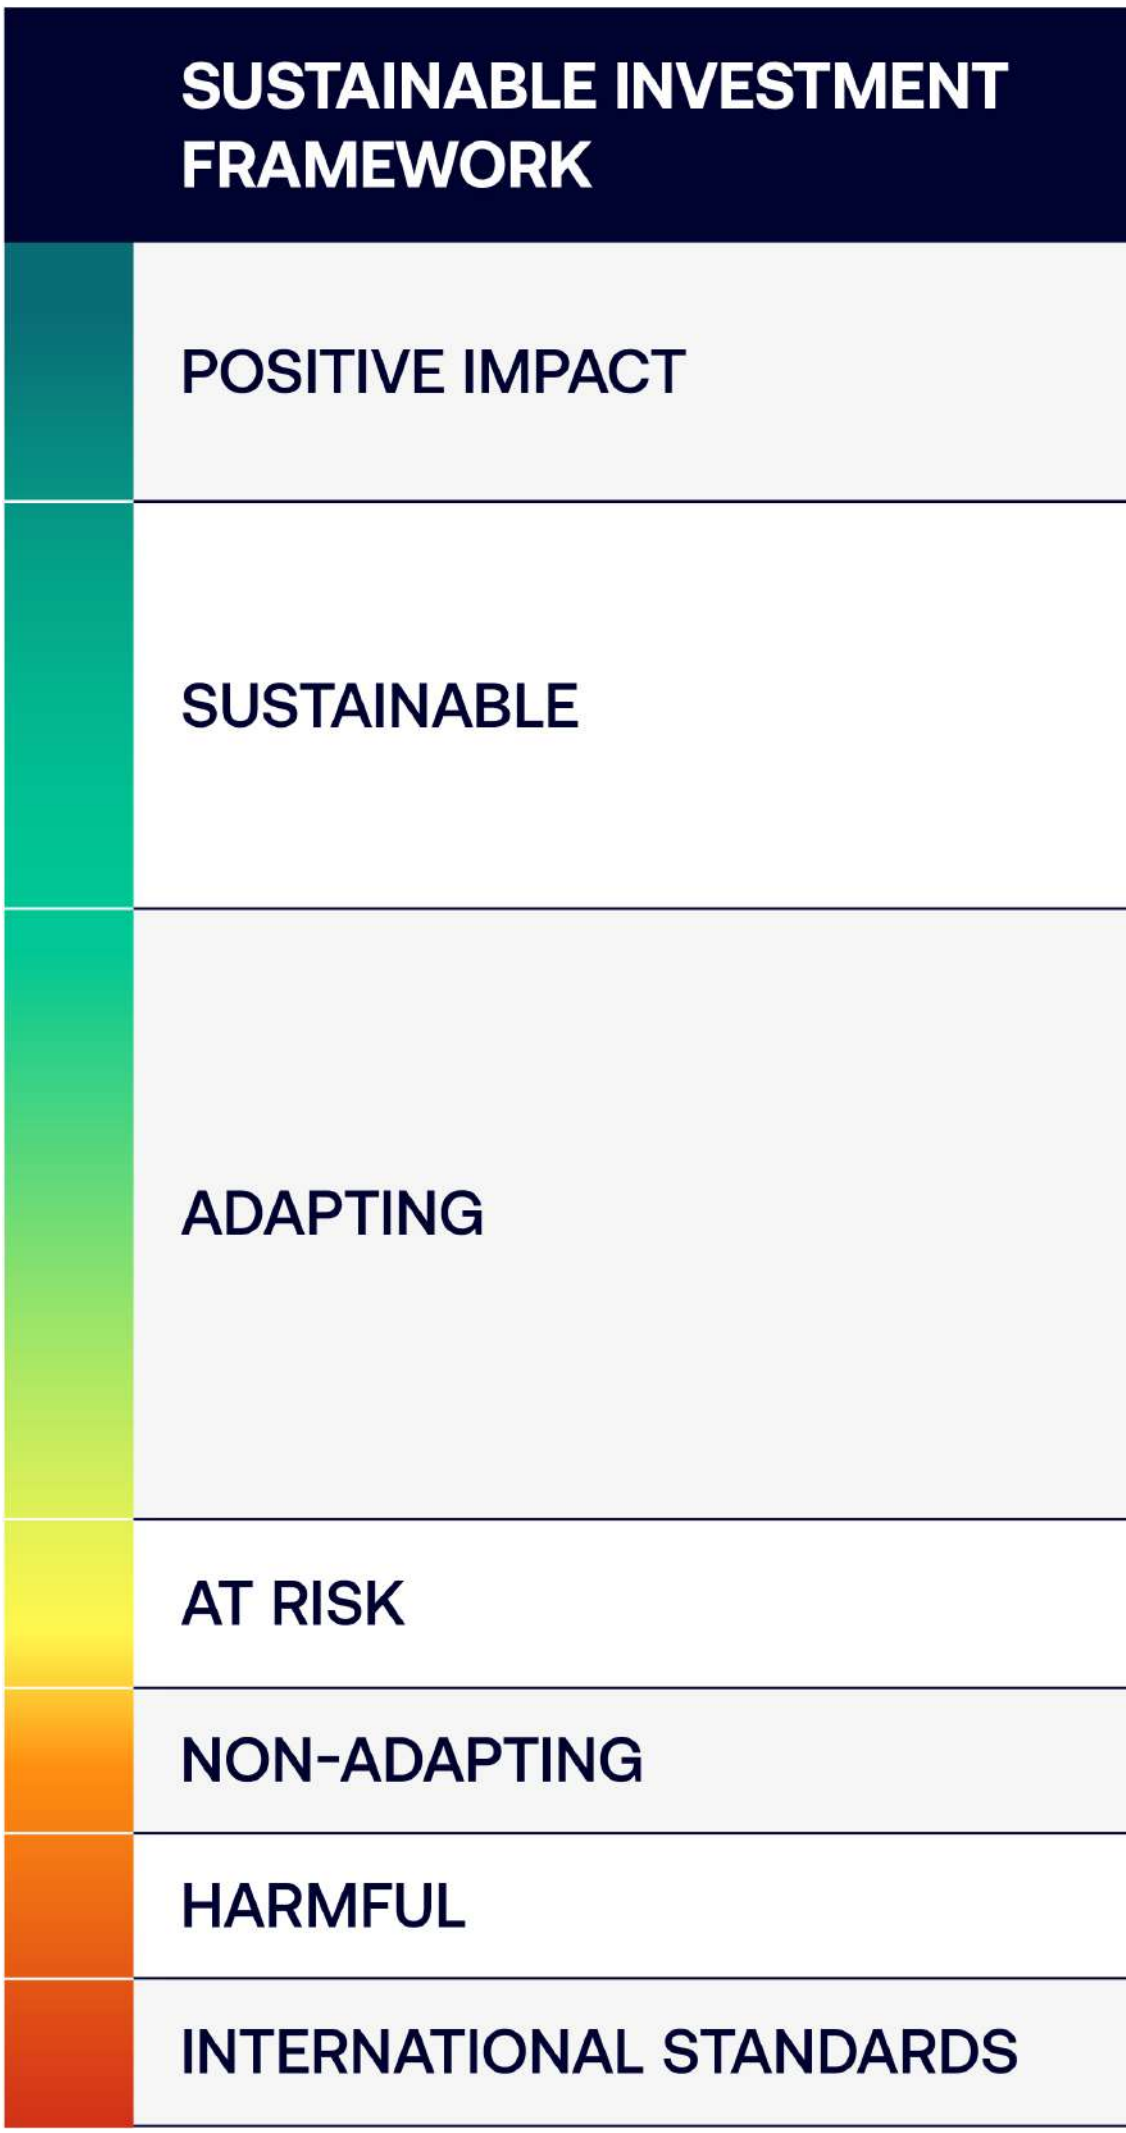 SUSTAINABLE INVESTMENT
FRAMEWORK
POSITIVE IMPACT
SUSTAINABLE
ADAPTING
AT RISK
NON-ADAPTING
HARMFUL
INTERNATIONAL STANDARDS